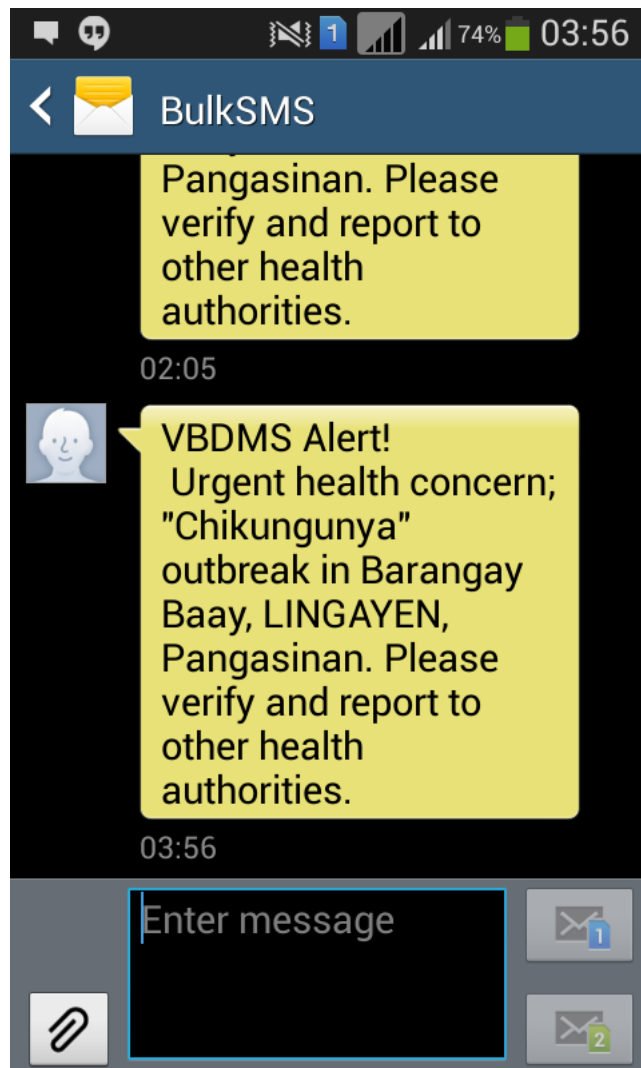 1 74% 03:56
BulkSMS
Pangasinan. Please
verify and report to
other health
authorities.
02:05
VBDMS Alert!
Urgent health concern;
"Chikungunya"
outbreak in Barangay
Baay, LINGAYEN,
Pangasinan. Please
verify and report to
other health
authorities.
03:56
Enter message
1
2